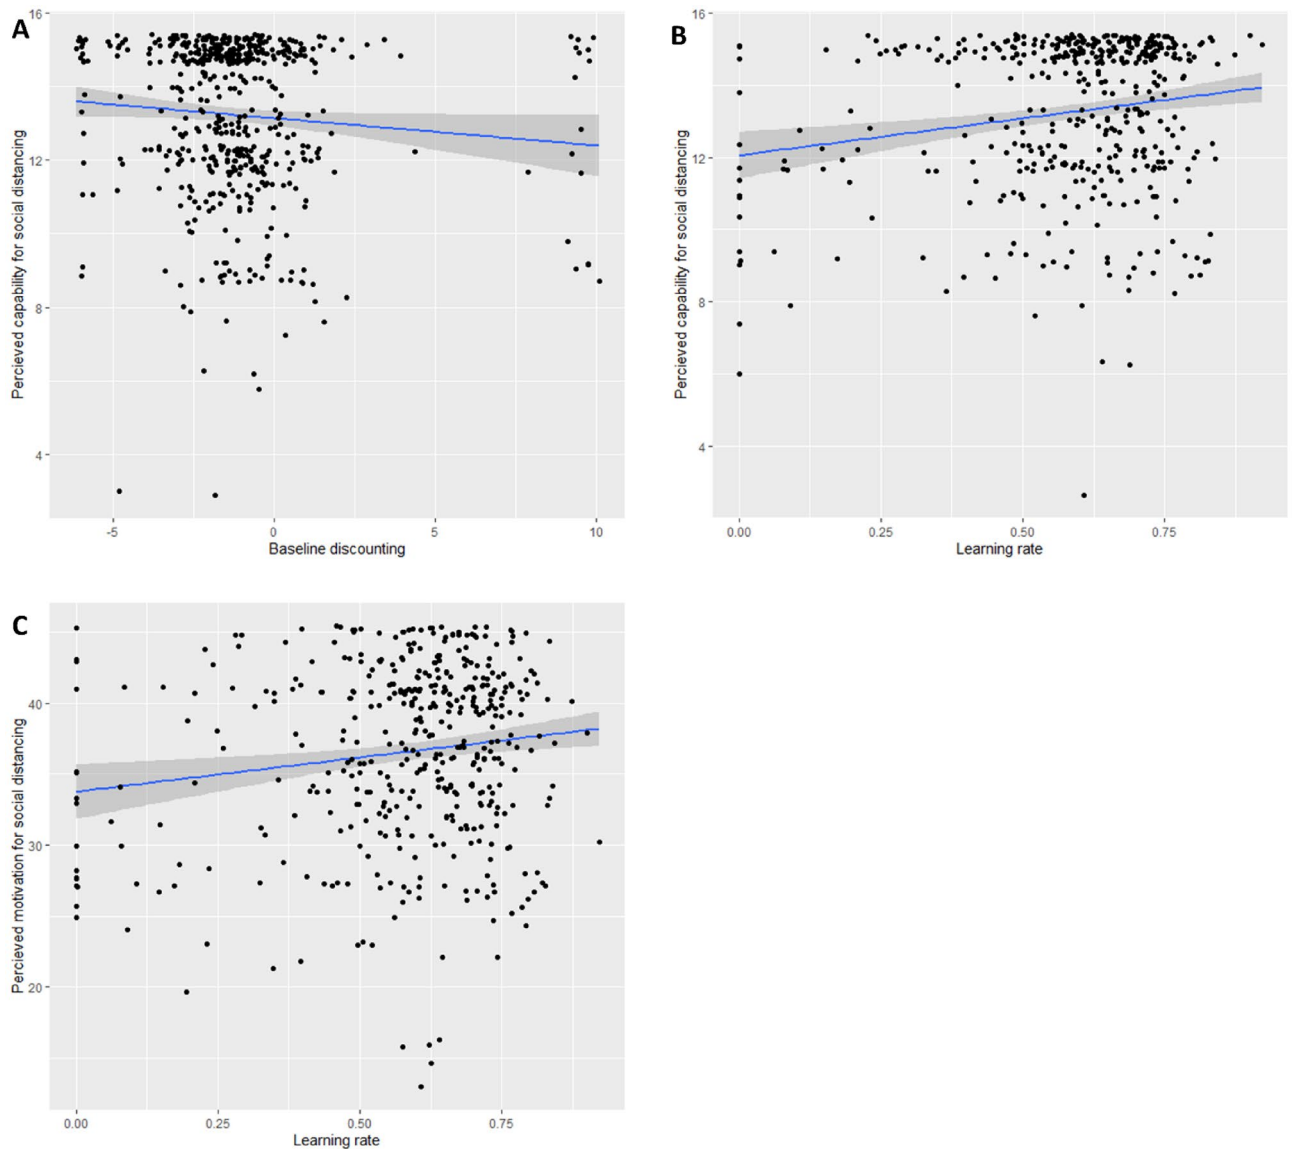 A
16
12
8
4
-5
0
5
10
Percieved capability for social distancing
Baseline discounting
B
16
12
8
4
0.00
0.25
0.50
0.75
Percieved capability for social distancing
Learning rate
C
40
30
20
0.00
0.25
0.50
0.75
Percieved motivation for social distancing
Learning rate